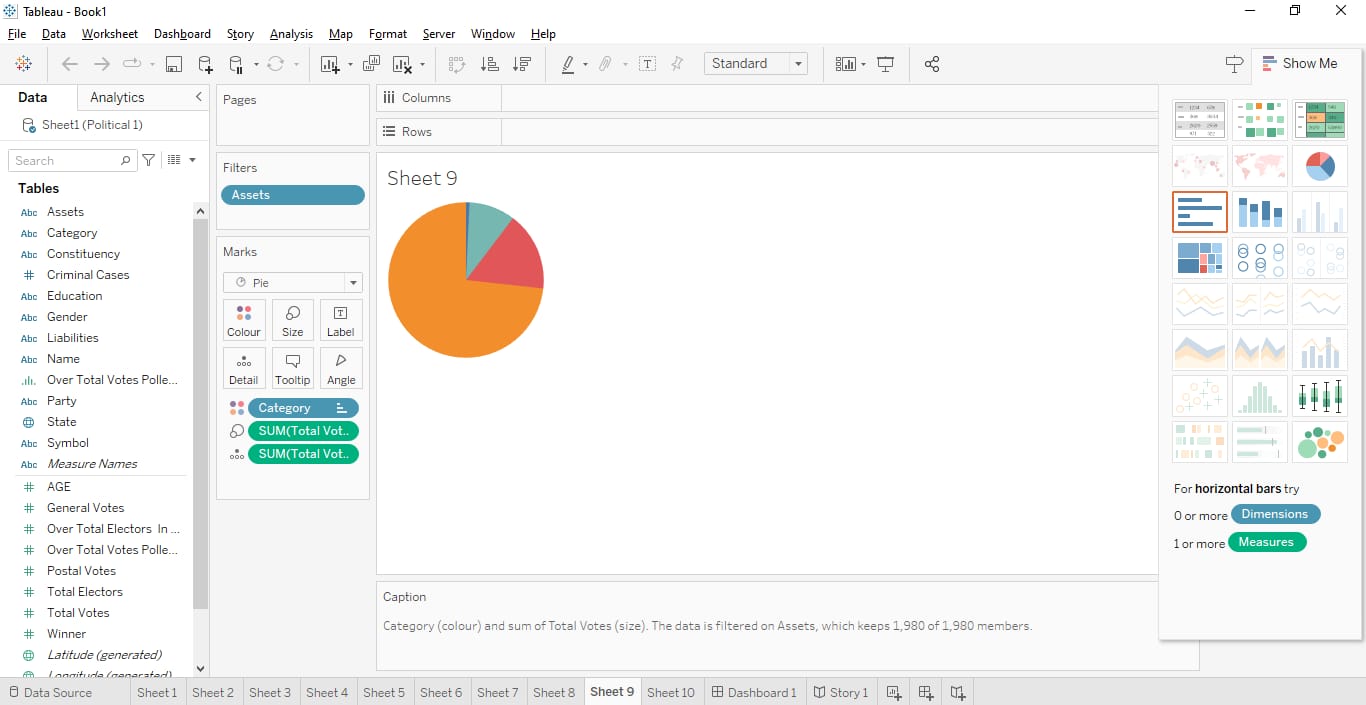 Tableau - Book1
File Data Worksheet Dashboard Story Analysis Map Format Server Window Help
Standard
Show Me
Data Analytics
Sheet1 (Political 1)
Search
Tables
Abc Assets
Abc Category
Abc Constituency
# Criminal Cases
Abc Education
Abc Gender
Abc Liabilities
Abc Name
Over Total Votes Polle...
Abc Party
State
Abc Symbol
Abc Measure Names
# AGE
# General Votes
# Over Total Electors In ...
# Over Total Votes Polle...
# Postal Votes
# Total Electors
# Total Votes
# Winner
Latitude (generated)
Longitude (generated)
Pages
Filters
Assets
Marks
Pie
Colour Size Label
Detail Tooltip Angle
Category
SUM(Total Vot..
SUM(Total Vot..
Columns
Rows
Sheet 9
Caption
Category (colour) and sum of Total Votes (size). The data is filtered on Assets, which keeps 1,980 of 1,980 members.
For horizontal bars try
0 or more Dimensions
1 or more Measures
Data Source Sheet 1 Sheet 2 Sheet 3 Sheet 4 Sheet 5 Sheet 6 Sheet 7 Sheet 8 Sheet 9 Sheet 10 Dashboard 1 Story 1